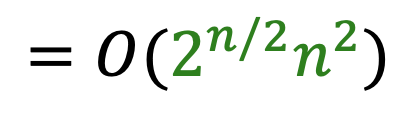 = O(2^{n/2}n^2)